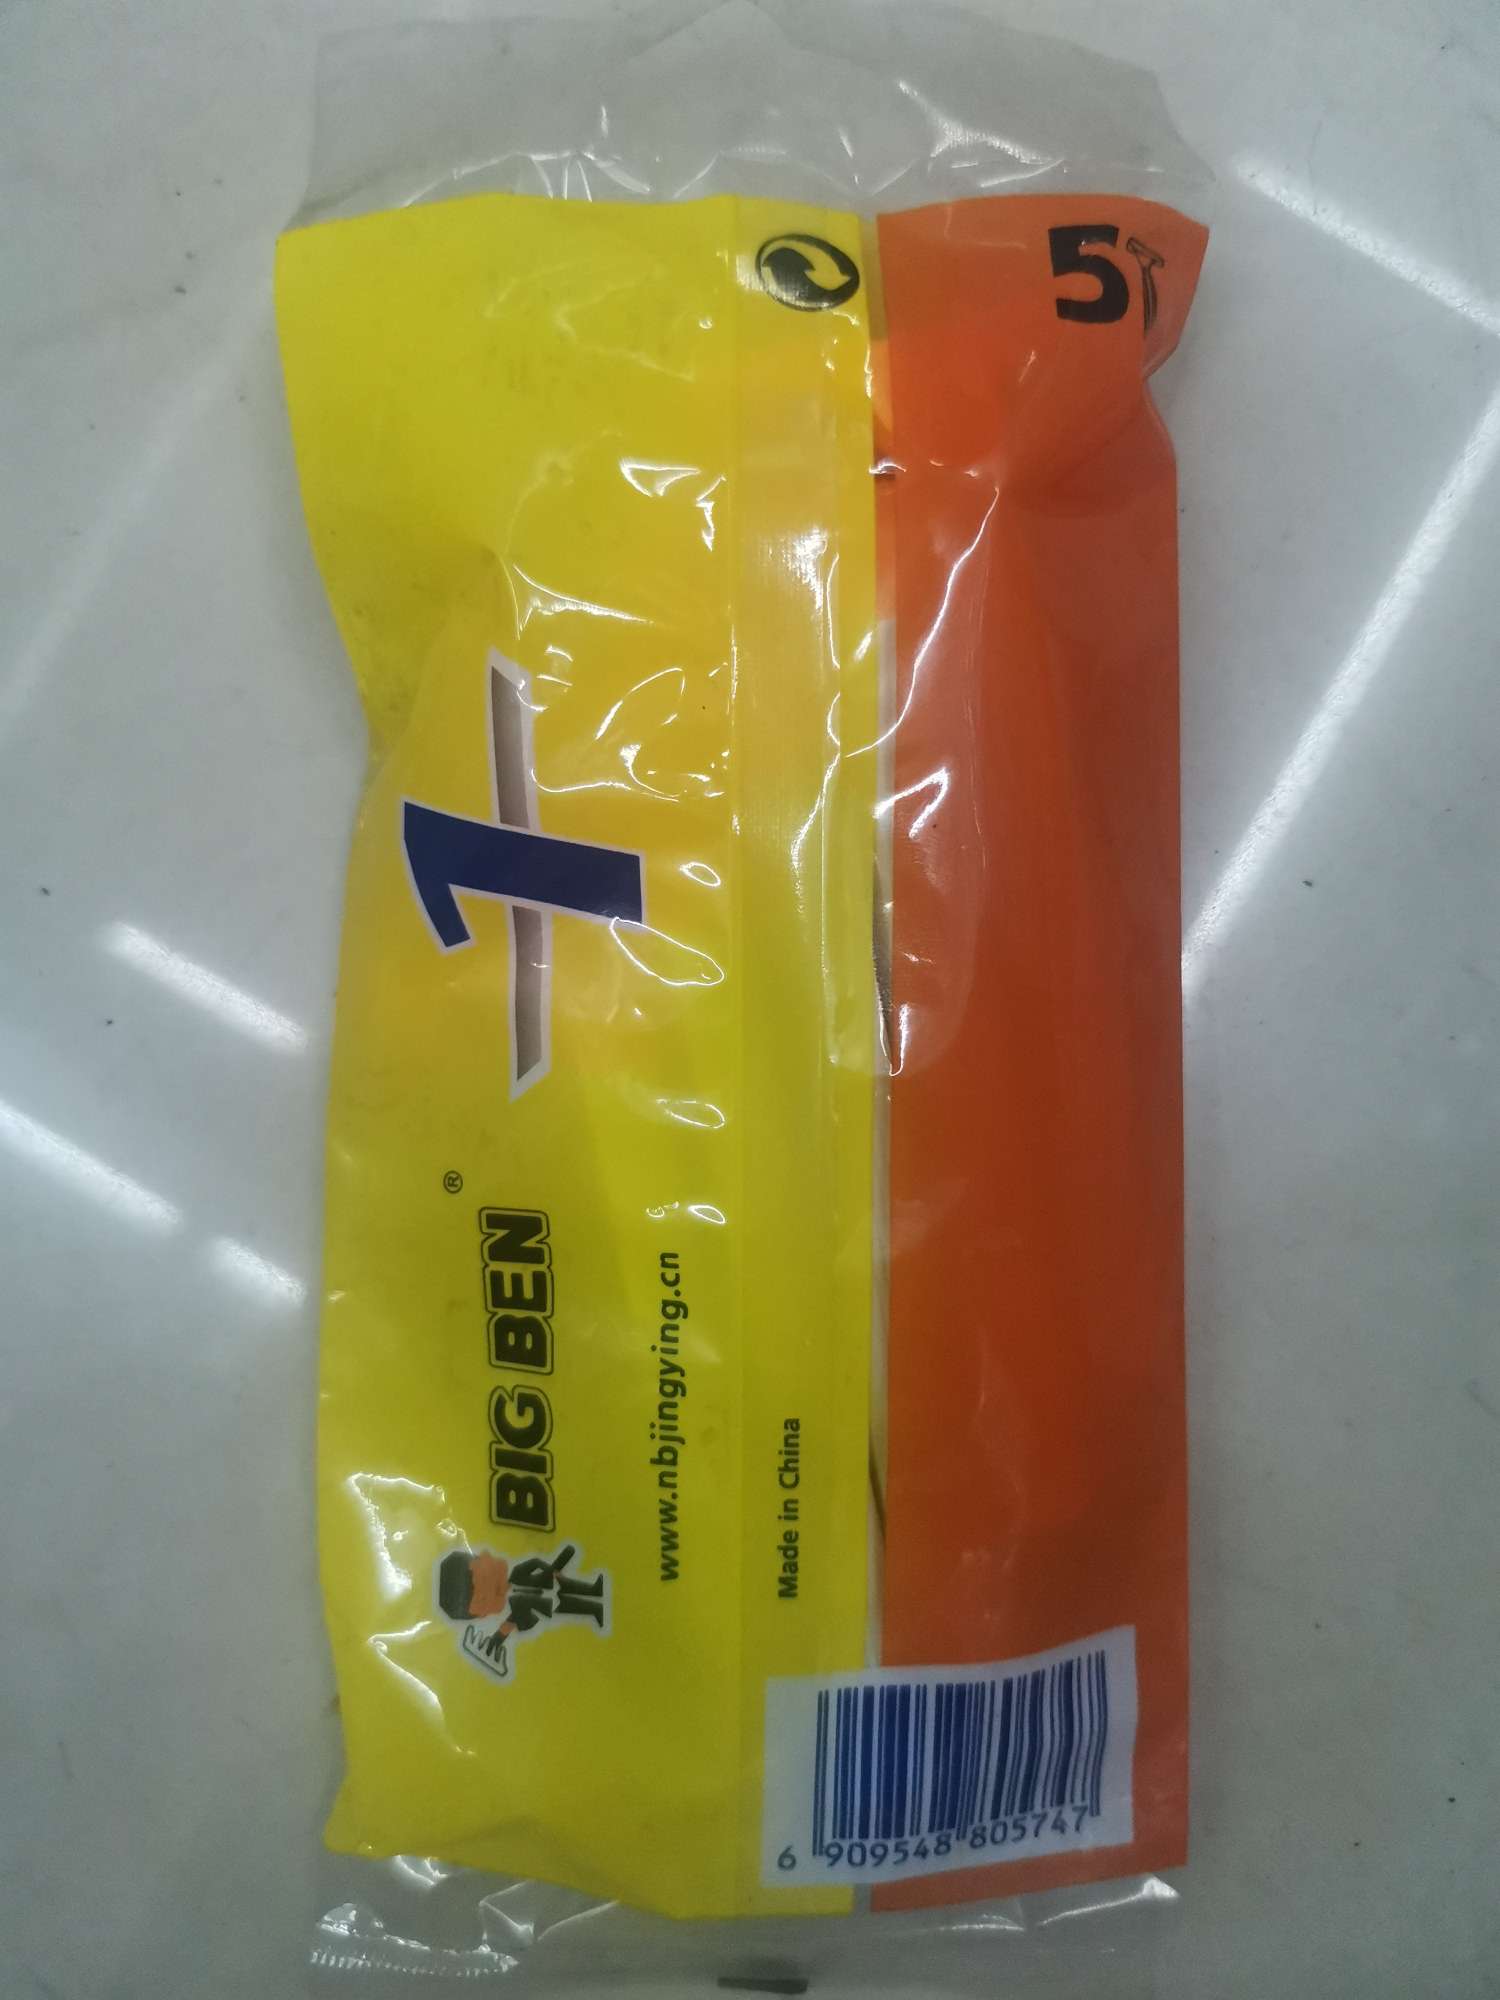 5
1
BIG BEN ®
www.nbjingying.cn
Made in China
6 909548 805747